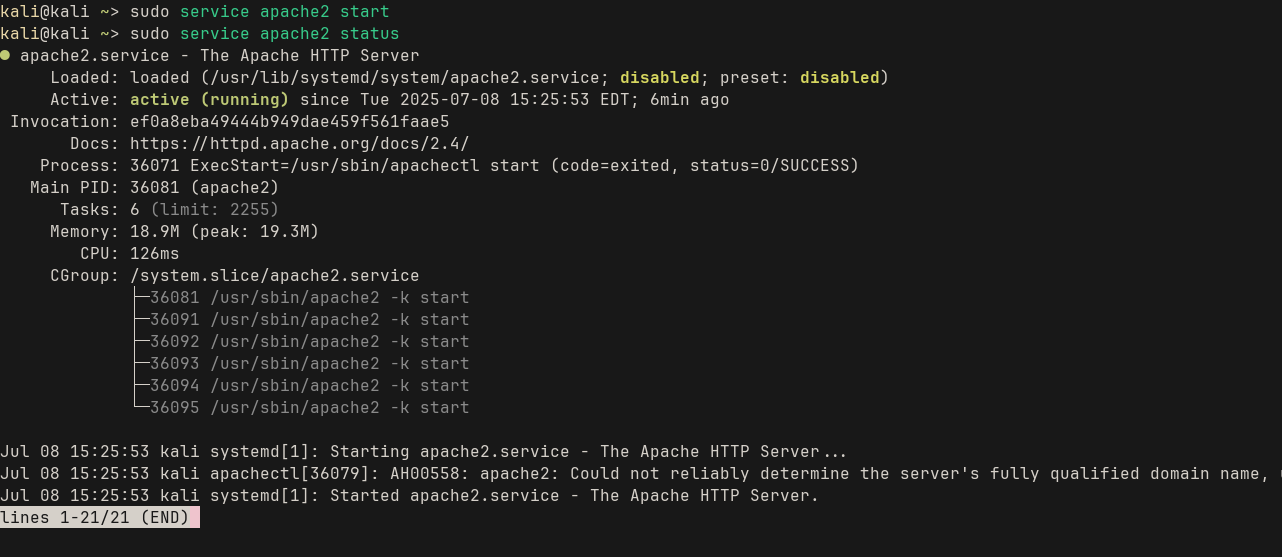 kali@kali ~> sudo service apache2 start
kali@kali ~> sudo service apache2 status
● apache2.service - The Apache HTTP Server
     Loaded: loaded (/usr/lib/systemd/system/apache2.service; disabled; preset: disabled)
     Active: active (running) since Tue 2025-07-08 15:25:53 EDT; 6min ago
 Invocation: ef0a8eba49444b949dae459f561faae5
       Docs: https://httpd.apache.org/docs/2.4/
    Process: 36071 ExecStart=/usr/sbin/apachectl start (code=exited, status=0/SUCCESS)
   Main PID: 36081 (apache2)
      Tasks: 6 (limit: 2255)
     Memory: 18.9M (peak: 19.3M)
        CPU: 126ms
     CGroup: /system.slice/apache2.service
             ├─36081 /usr/sbin/apache2 -k start
             ├─36091 /usr/sbin/apache2 -k start
             ├─36092 /usr/sbin/apache2 -k start
             ├─36093 /usr/sbin/apache2 -k start
             ├─36094 /usr/sbin/apache2 -k start
             └─36095 /usr/sbin/apache2 -k start

Jul 08 15:25:53 kali systemd[1]: Starting apache2.service - The Apache HTTP Server...
Jul 08 15:25:53 kali apachectl[36079]: AH00558: apache2: Could not reliably determine the server's fully qualified domain name,
Jul 08 15:25:53 kali systemd[1]: Started apache2.service - The Apache HTTP Server.
lines 1-21/21 (END)